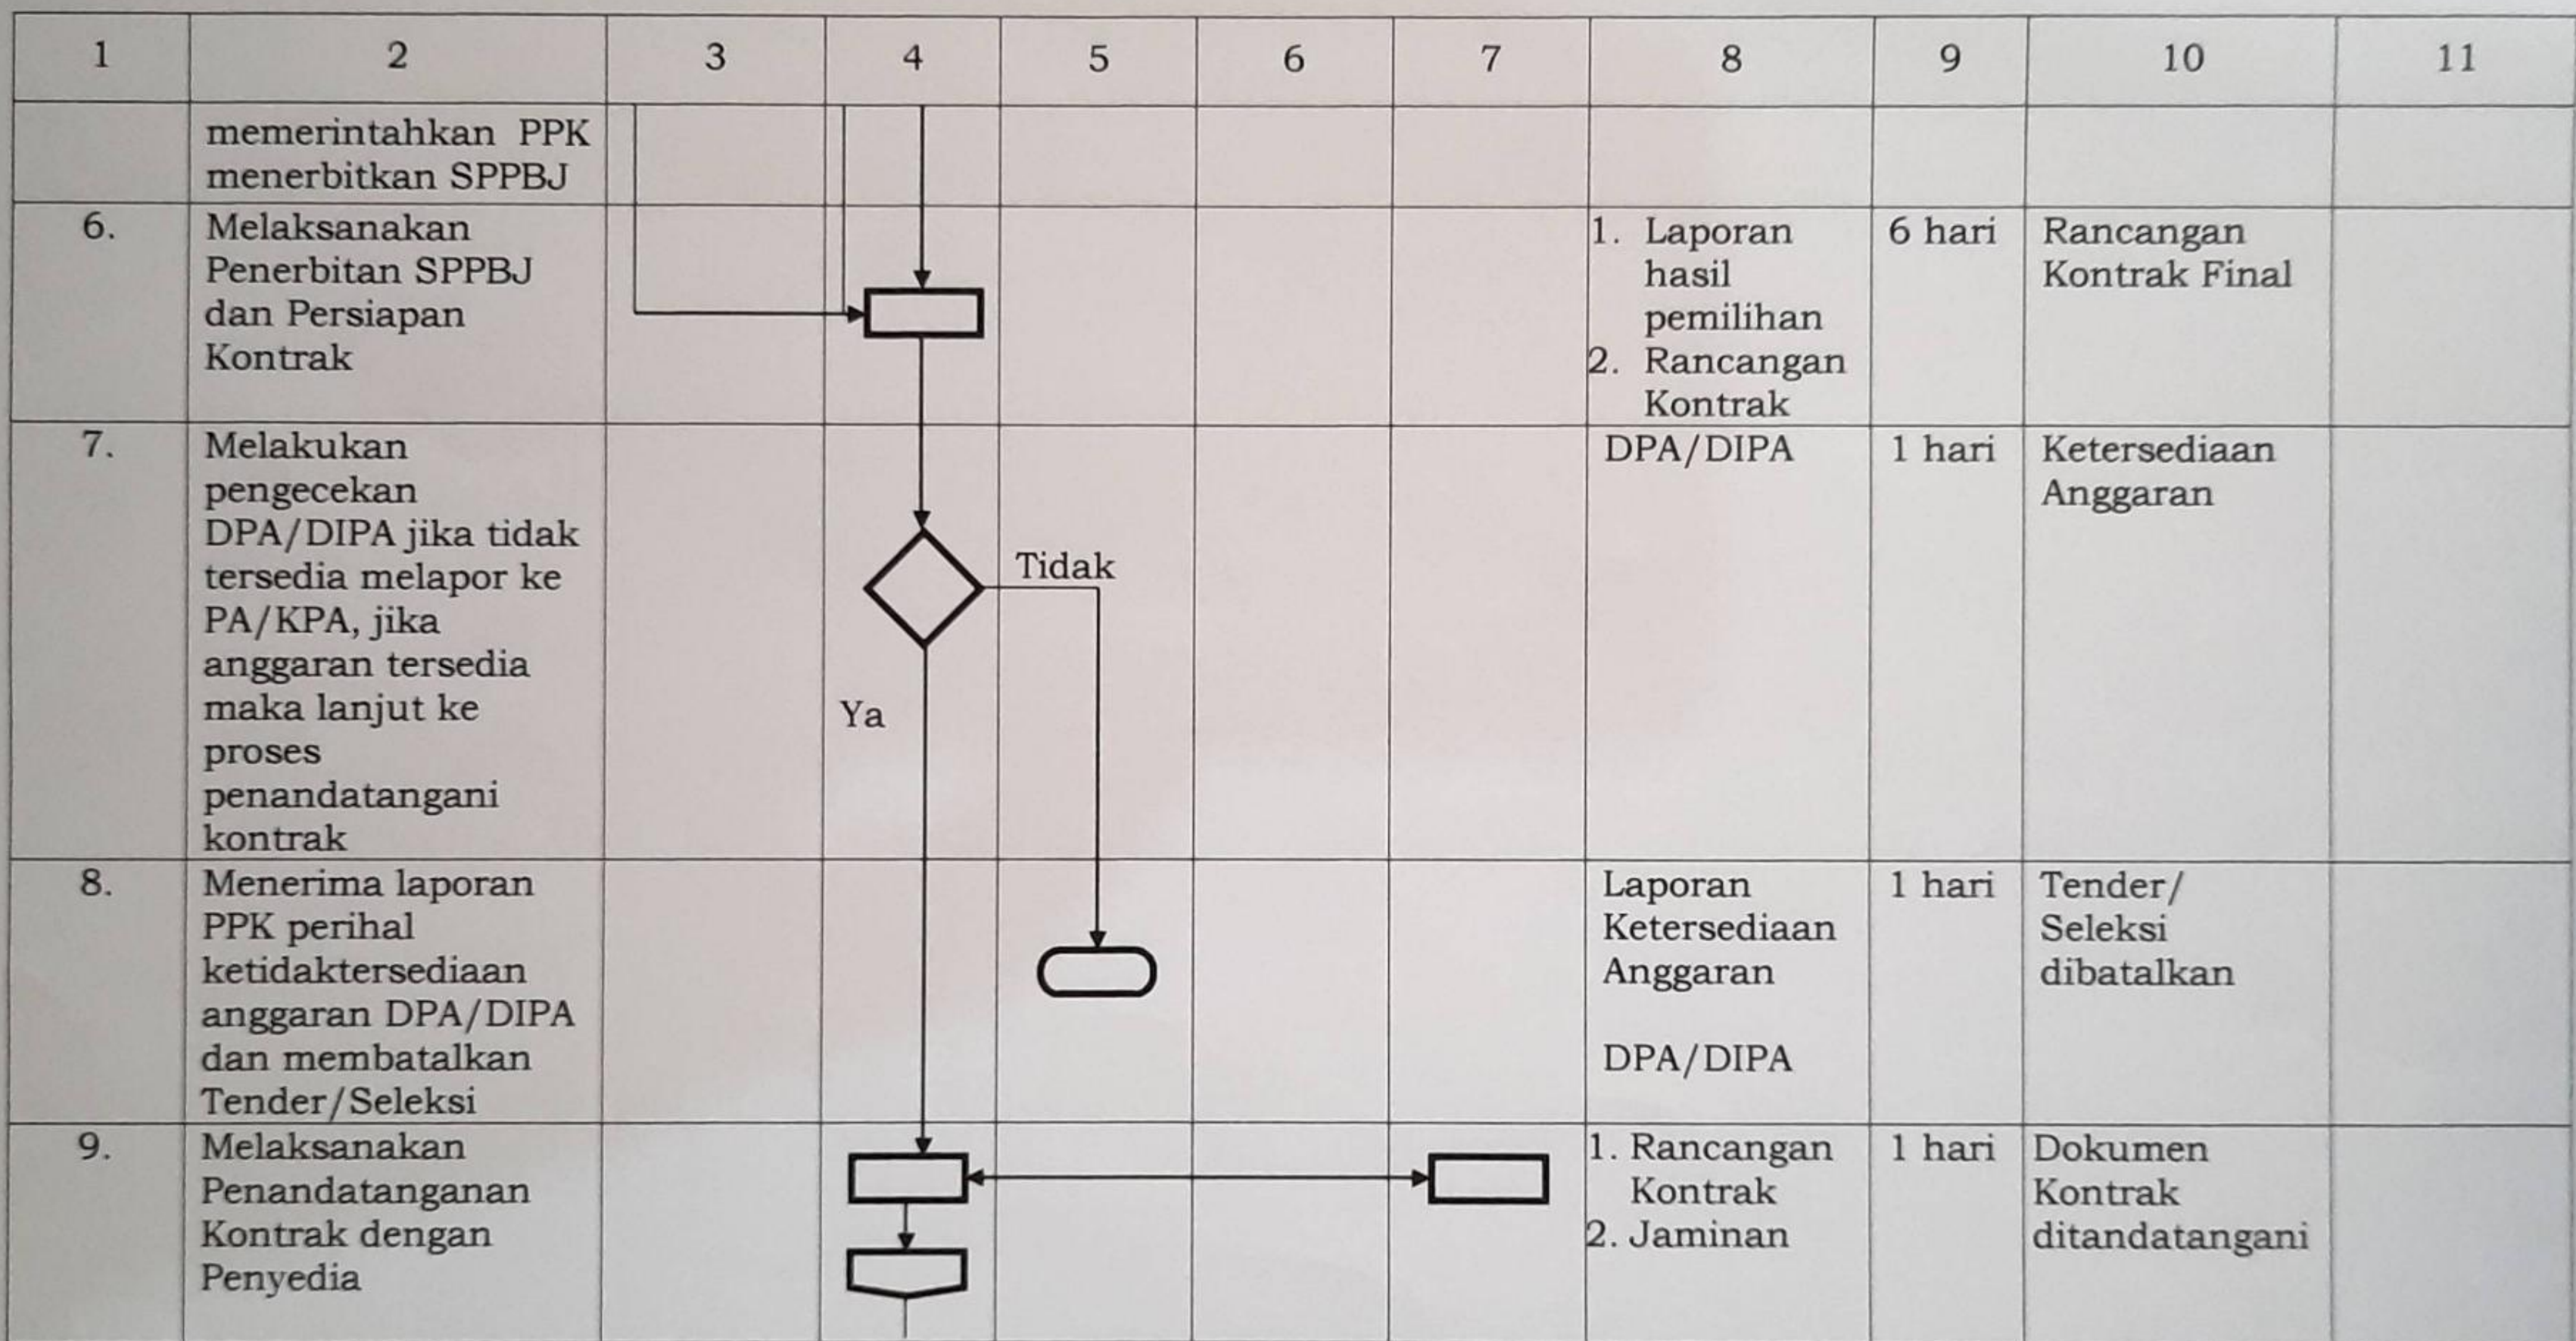 1 2 3 4 5 6 7 8 9 10 11
memerintahkan PPK
menerbitkan SPPBJ
6.
Melaksanakan
Penerbitan SPPBJ
dan Persiapan
Kontrak
1. Laporan
hasil
pemilihan
2. Rancangan
Kontrak
6 hari
Rancangan
Kontrak Final
7.
Melakukan
pengecekan
DPA/DIPA jika tidak
tersedia melapor ke
PA/KPA, jika
anggaran tersedia
maka lanjut ke
proses
penandatangani
kontrak
Tidak
Ya
DPA/DIPA
1 hari
Ketersediaan
Anggaran
8.
Menerima laporan
PPK perihal
ketidaktersediaan
anggaran DPA/DIPA
dan membatalkan
Tender/Seleksi
Laporan
Ketersediaan
Anggaran
DPA/DIPA
1 hari
Tender/
Seleksi
dibatalkan
9.
Melaksanakan
Penandatanganan
Kontrak dengan
Penyedia
1. Rancangan
Kontrak
2. Jaminan
1 hari
Dokumen
Kontrak
ditandatangani